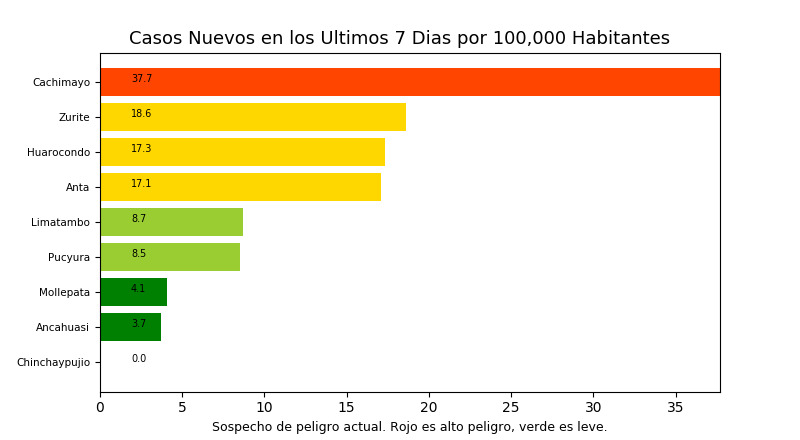 Casos Nuevos en los Ultimos 7 Dias por 100,000 Habitantes
Cachimayo 37.7
Zurite 18.6
Huarocondo 17.3
Anta 17.1
Limatambo 8.7
Pucyura 8.5
Mollepata 4.1
Ancahuasi 3.7
Chinchaypujio 0.0
0 5 10 15 20 25 30 35
Sospecho de peligro actual. Rojo es alto peligro, verde es leve.